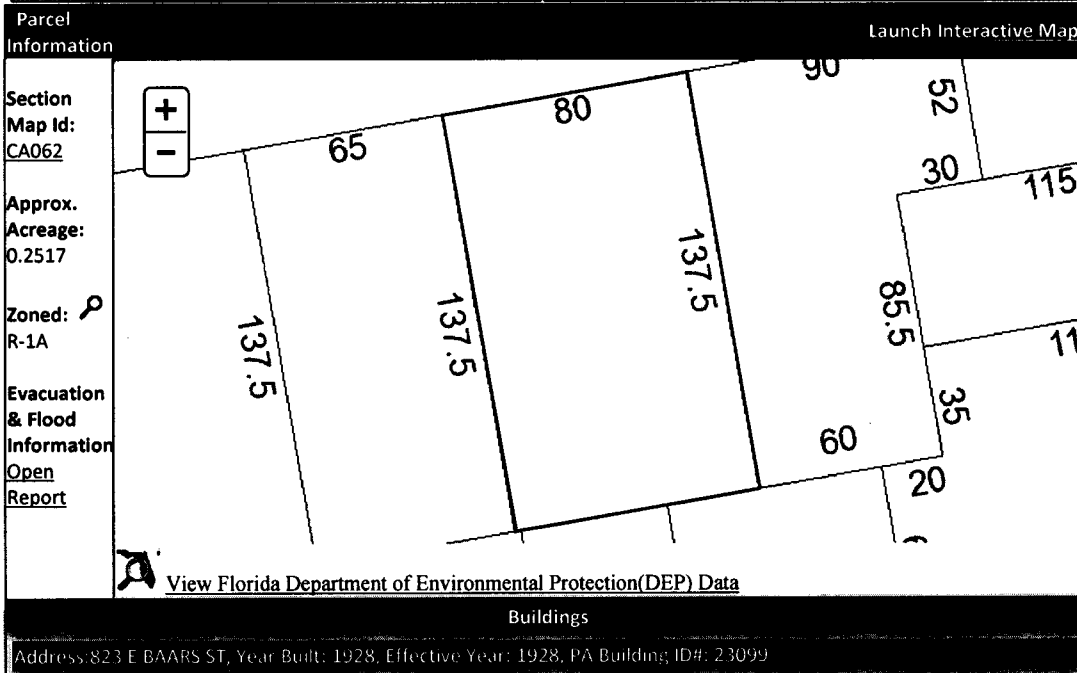 Parcel
Information
Launch Interactive Map
Section
Map Id:
CA062
Approx.
Acreage:
0.2517
Zoned:
R-1A
Evacuation
& Flood
Information
Open
Report
+
−
65
80
90
52
30
115
137.5
137.5
137.5
85.5
11
35
60
20
View Florida Department of Environmental Protection(DEP) Data
Buildings
Address:823 E BAARS ST, Year Built: 1928, Effective Year: 1928, PA Building ID#: 23099